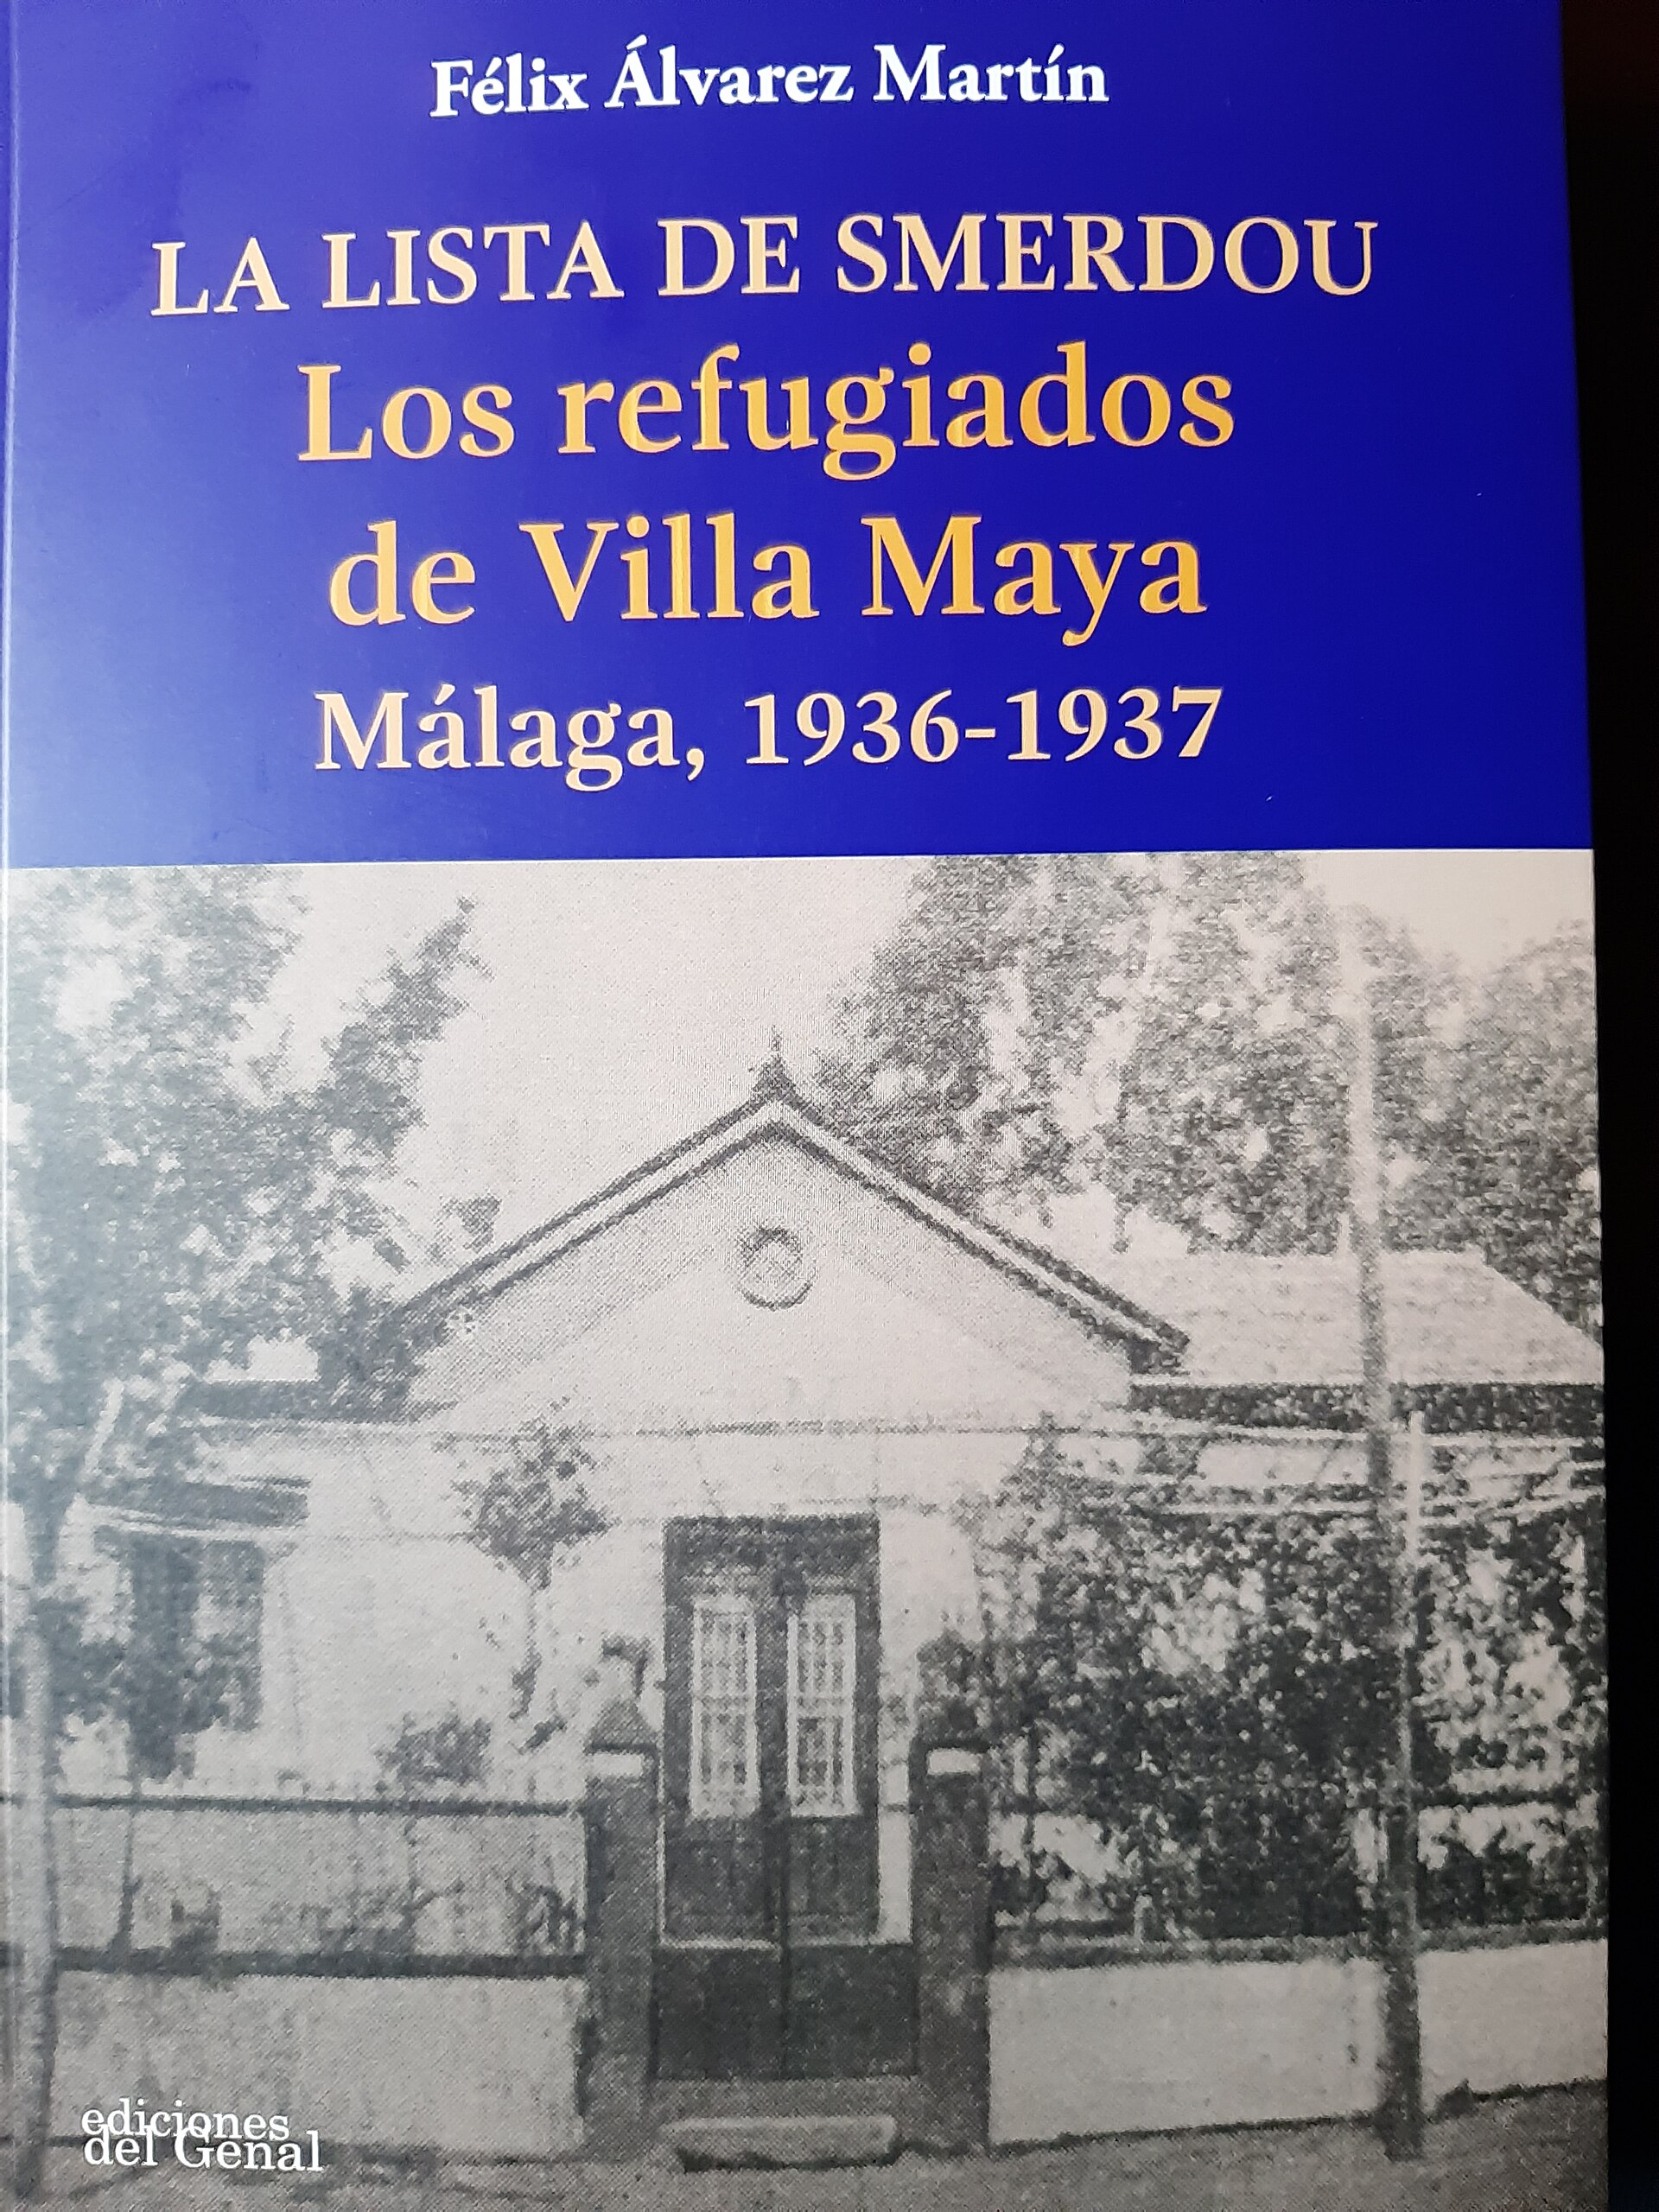 Félix Álvarez Martín
LA LISTA DE SMERDOU
Los refugiados
de Villa Maya
Málaga, 1936-1937
ediciones
del Genal